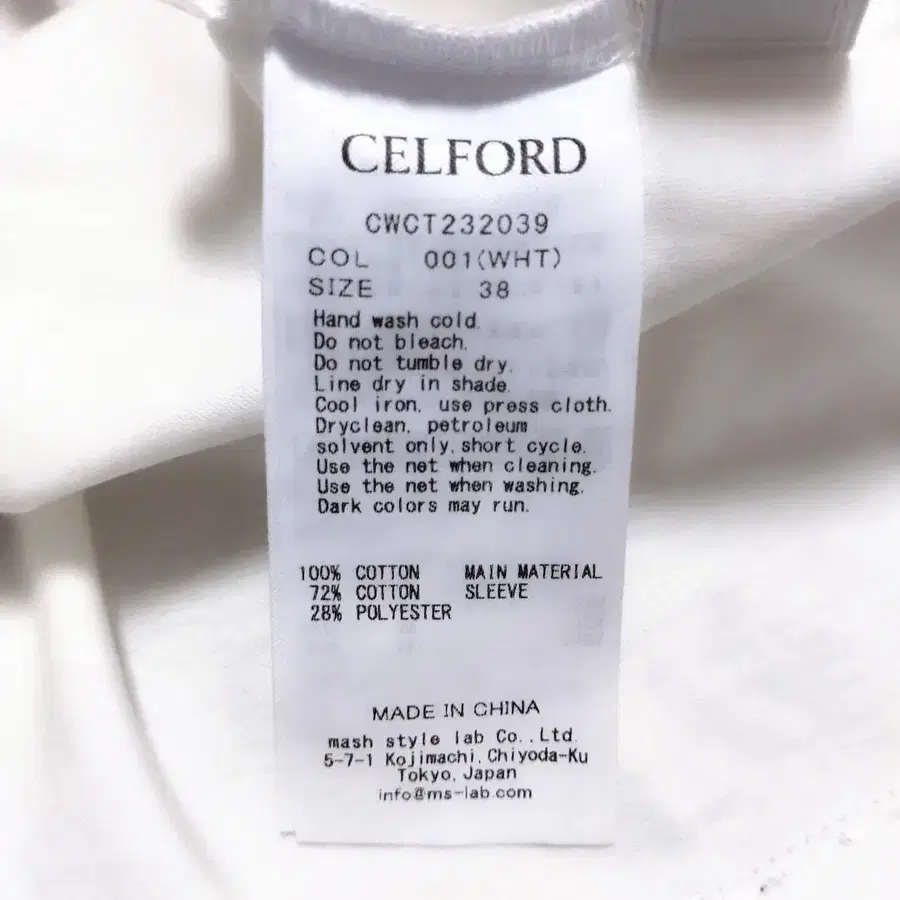 CELFORD
CWCT232039
COL 001(WHT)
SIZE 38
Hand wash cold.
Do not bleach.
Do not tumble dry.
Line dry in shade.
Cool iron, use press cloth.
Dryclean, petroleum
solvent only, short cycle.
Use the net when cleaning.
Use the net when washing.
Dark colors may run.
100% COTTON MAIN MATERIAL
72% COTTON SLEEVE
28% POLYESTER
MADE IN CHINA
mash style lab Co., Ltd.
5-7-1 Kojimachi, Chiyoda-Ku
Tokyo, Japan
info@ms-lab.com